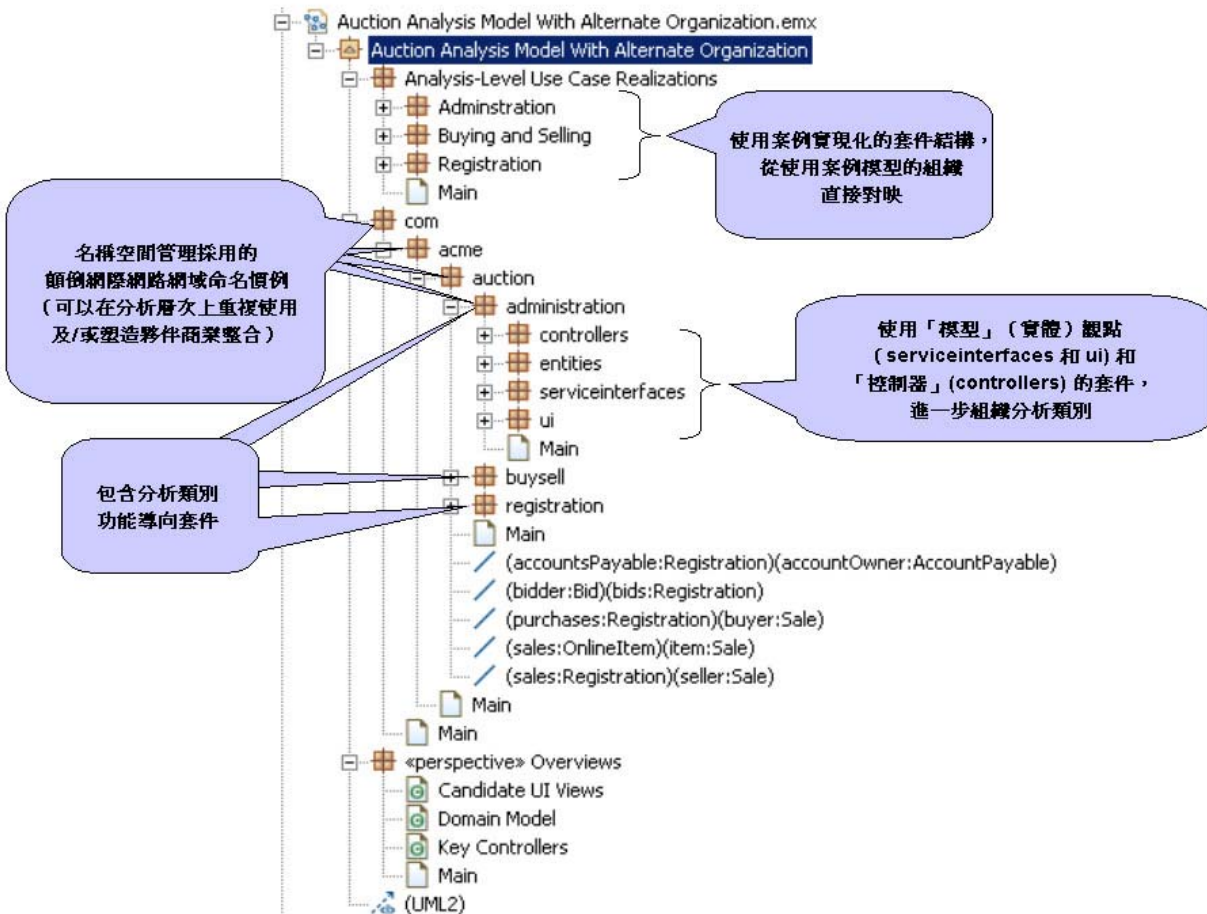 Auction Analysis Model With Alternate Organization.emx
Auction Analysis Model With Alternate Organization
Analysis-Level Use Case Realizations
Adminstration
Buying and Selling
Registration
Main
使用案例實現化的套件結構，
從使用案例模型的組織
直接對映
com
acme
auction
administration
名稱空間管理採用的
顛倒網際網路網域命名慣例
（可以在分析層次上重複使用
及/或塑造夥伴商業整合）
controllers
entities
serviceinterfaces
ui
Main
使用「模型」（實體）觀點
（serviceinterfaces 和 ui) 和
「控制器」(controllers) 的套件，
進一步組織分析類別
buysell
registration
包含分析類別
功能導向套件
Main
(accountsPayable:Registration)(accountOwner:AccountPayable)
(bidder:Bid)(bids:Registration)
(purchases:Registration)(buyer:Sale)
(sales:OnlineItem)(item:Sale)
(sales:Registration)(seller:Sale)
Main
Main
«perspective» Overviews
Candidate UI Views
Domain Model
Key Controllers
Main
(UML2)